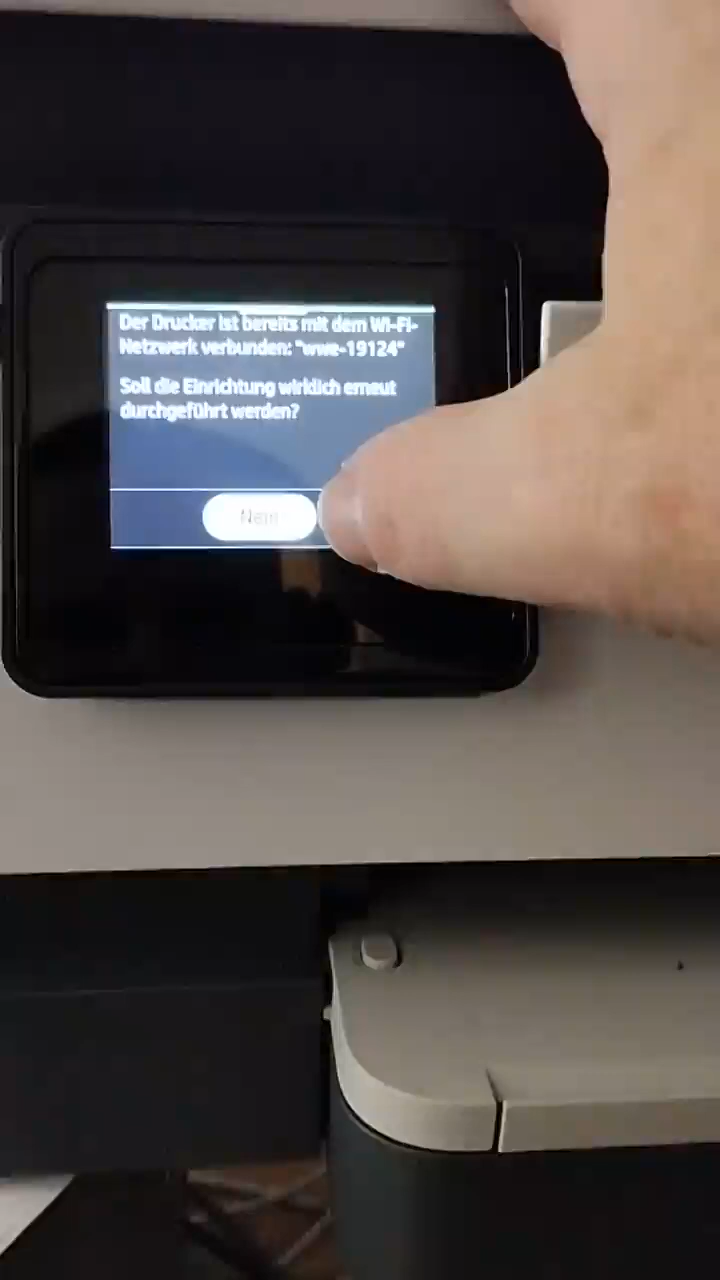 Der Drucker ist bereits mit dem Wi-Fi-
Netzwerk verbunden: "wwe-19124"
Soll die Einrichtung wirklich erneut
durchgeführt werden?
Nein